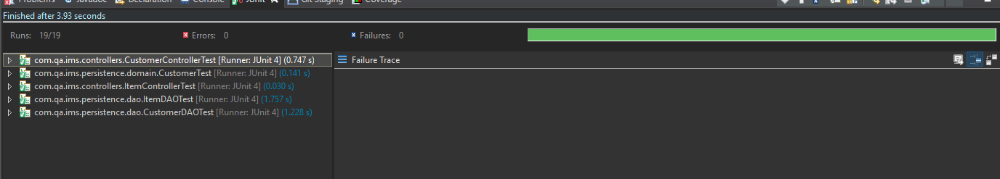 Problems Javadoc Declaration Console JUnit Git Staging Coverage
Finished after 3.93 seconds
Runs: 19/19 Errors: 0 Failures: 0
com.qa.ims.controllers.CustomerControllerTest [Runner: JUnit 4] (0.747 s)
Failure Trace
com.qa.ims.persistence.domain.CustomerTest [Runner: JUnit 4] (0.141 s)
com.qa.ims.controllers.ItemControllerTest [Runner: JUnit 4] (0.030 s)
com.qa.ims.persistence.dao.ItemDAOTest [Runner: JUnit 4] (1.757 s)
com.qa.ims.persistence.dao.CustomerDAOTest [Runner: JUnit 4] (1.228 s)